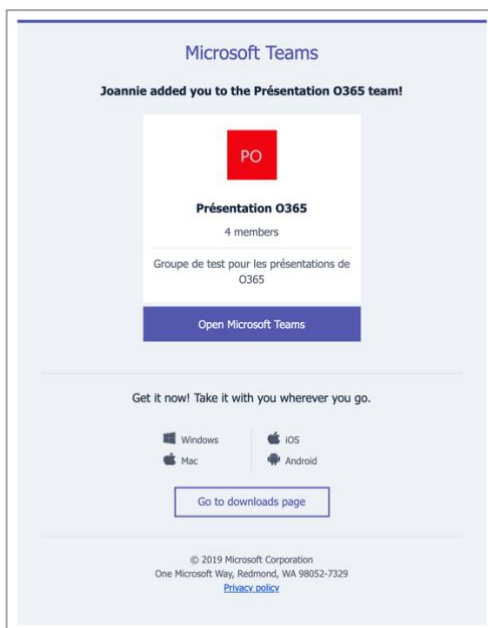 Microsoft Teams
Joannie added you to the Présentation O365 team!
PO
Présentation O365
4 members
Groupe de test pour les présentations de
O365
Open Microsoft Teams
Get it now! Take it with you wherever you go.
Windows
iOS
Mac
Android
Go to downloads page
© 2019 Microsoft Corporation
One Microsoft Way, Redmond, WA 98052-7329
Privacy policy